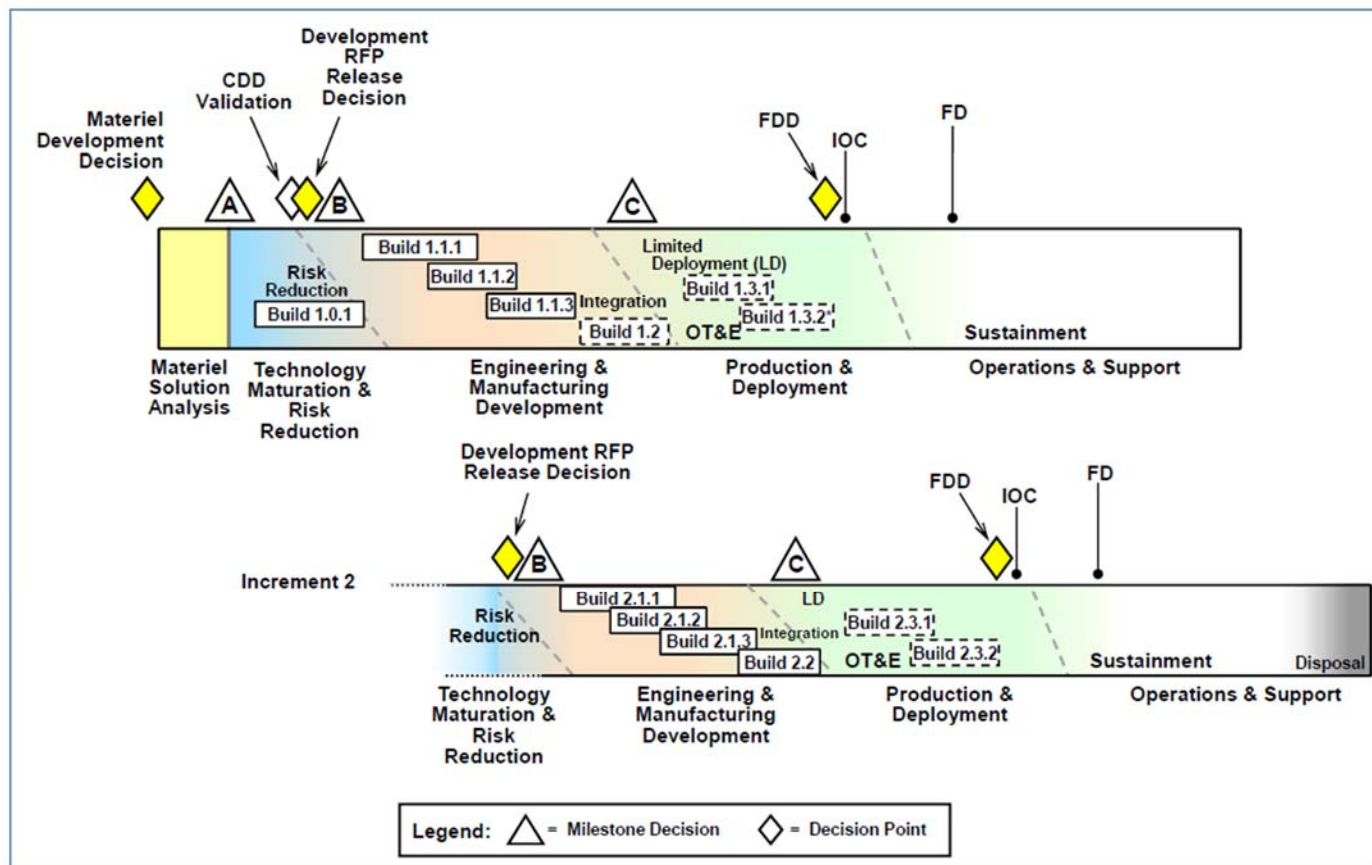 Development
RFP
Release
Decision
CDD
Validation
Materiel
Development
Decision
FDD
IOC
FD
A
B
C
Build 1.1.1
Build 1.1.2
Build 1.1.3
Risk
Reduction
Build 1.0.1
Integration
Build 1.2
Limited
Deployment (LD)
Build 1.3.1
Build 1.3.2*
OT&E
Sustainment
Materiel
Solution
Analysis
Technology
Maturation &
Risk
Reduction
Engineering &
Manufacturing
Development
Production &
Deployment
Operations & Support
Development RFP
Release Decision
FDD
IOC
FD
B
C
Increment 2
Risk
Reduction
Build 2.1.1
Build 2.1.2
Build 2.1.3
Integration
Build 2.2
LD
Build 2.3.1
Build 2.3.2
OT&E
Sustainment
Disposal
Technology
Maturation &
Risk
Reduction
Engineering &
Manufacturing
Development
Production &
Deployment
Operations & Support
Legend: = Milestone Decision = Decision Point